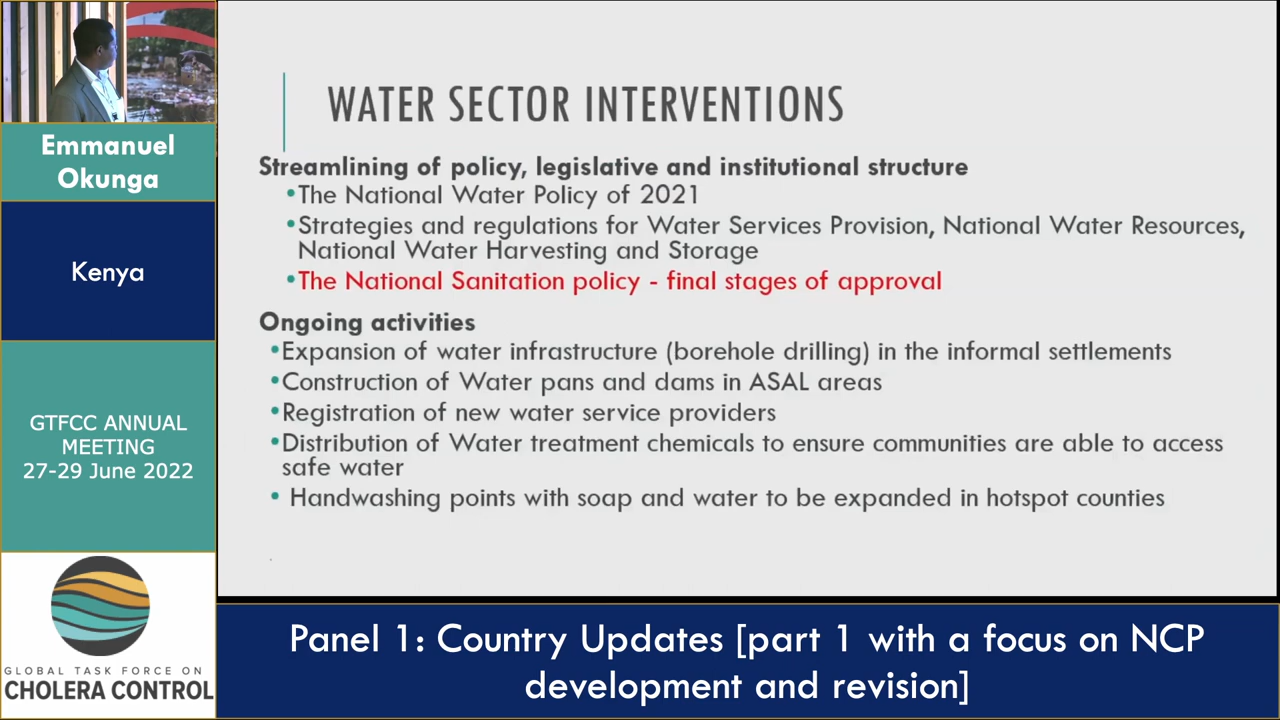 Emmanuel
Okunga
Kenya
GTFCC ANNUAL
MEETING
27-29 June 2022
GLOBAL TASK FORCE ON
CHOLERA CONTROL
WATER SECTOR INTERVENTIONS
Streamlining of policy, legislative and institutional structure
•The National Water Policy of 2021
•Strategies and regulations for Water Services Provision, National Water Resources,
National Water Harvesting and Storage
•The National Sanitation policy - final stages of approval
Ongoing activities
•Expansion of water infrastructure (borehole drilling) in the informal settlements
•Construction of Water pans and dams in ASAL areas
•Registration of new water service providers
•Distribution of Water treatment chemicals to ensure communities are able to access
safe water
• Handwashing points with soap and water to be expanded in hotspot counties
Panel 1: Country Updates [part 1 with a focus on NCP
development and revision]